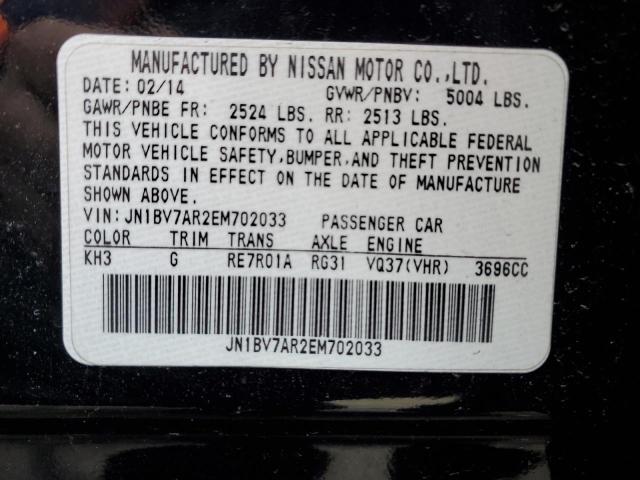 MANUFACTURED BY NISSAN MOTOR CO.,LTD.
DATE: 02/14 GVWR/PNBV: 5004 LBS.
GAWR/PNBE FR: 2524 LBS. RR: 2513 LBS.
THIS VEHICLE CONFORMS TO ALL APPLICABLE FEDERAL
MOTOR VEHICLE SAFETY,BUMPER,AND THEFT PREVENTION
STANDARDS IN EFFECT ON THE DATE OF MANUFACTURE
SHOWN ABOVE.
VIN: JN1BV7AR2EM702033 PASSENGER CAR
COLOR TRIM TRANS AXLE ENGINE
KH3 G RE7R01A RG31 VQ37(VHR) 3696CC
JN1BV7AR2EM702033